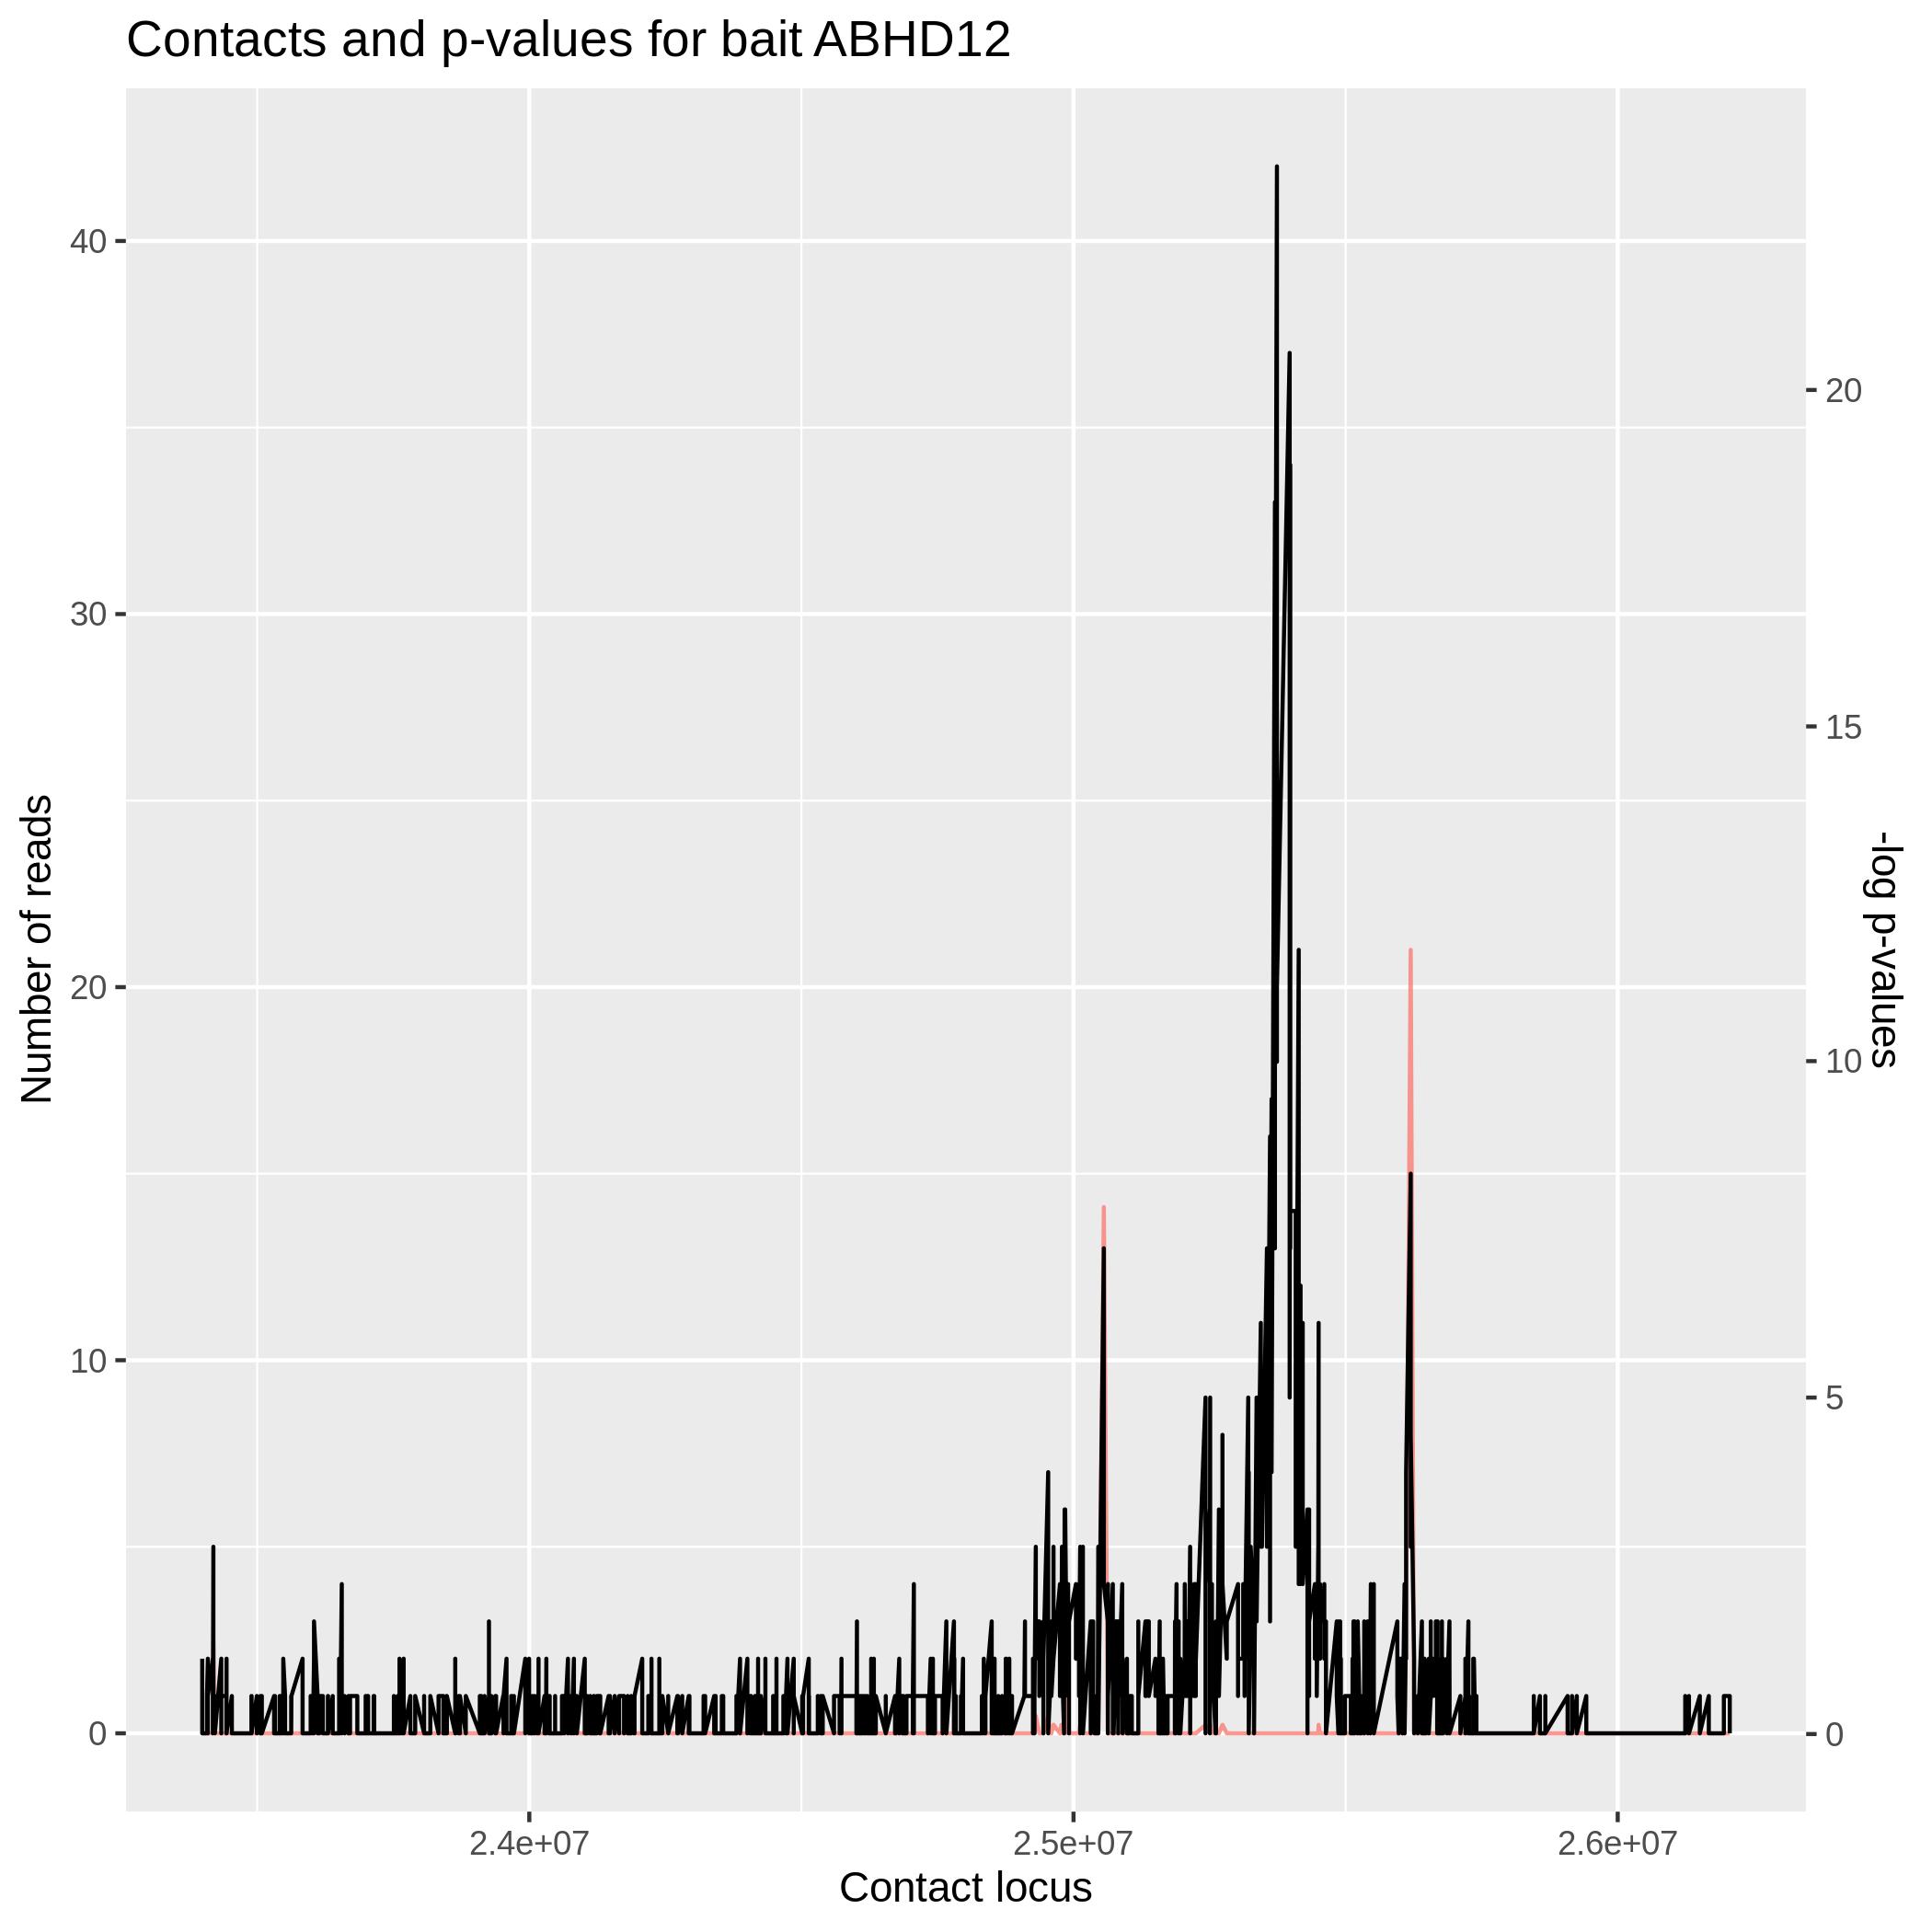 Contacts and p-values for bait ABHD12
40
30
20
10
0
Number of reads
20
15
10
5
0
-log p-values
2.4e+07 2.5e+07 2.6e+07
Contact locus